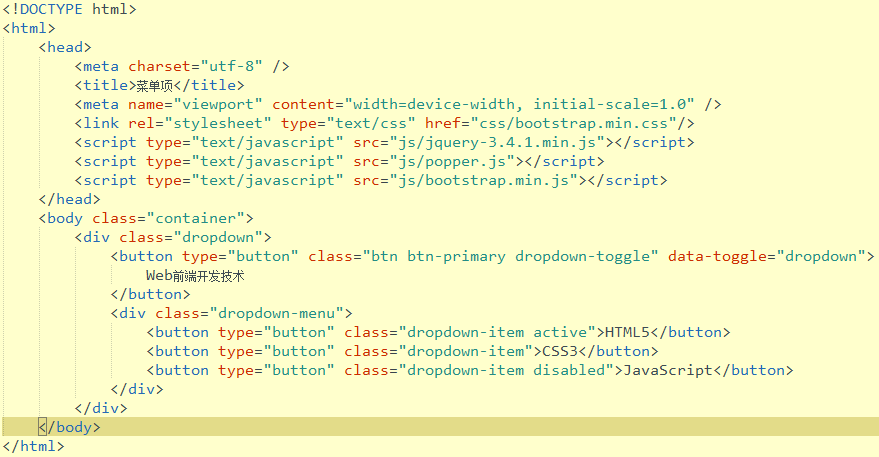 <!DOCTYPE html>
<html>
    <head>
        <meta charset="utf-8" />
        <title>菜单项</title>
        <meta name="viewport" content="width=device-width, initial-scale=1.0" />
        <link rel="stylesheet" type="text/css" href="css/bootstrap.min.css"/>
        <script type="text/javascript" src="js/jquery-3.4.1.min.js"></script>
        <script type="text/javascript" src="js/popper.js"></script>
        <script type="text/javascript" src="js/bootstrap.min.js"></script>
    </head>
    <body class="container">
        <div class="dropdown">
            <button type="button" class="btn btn-primary dropdown-toggle" data-toggle="dropdown">
                Web前端开发技术
            </button>
            <div class="dropdown-menu">
                <button type="button" class="dropdown-item active">HTML5</button>
                <button type="button" class="dropdown-item">CSS3</button>
                <button type="button" class="dropdown-item disabled">JavaScript</button>
            </div>
        </div>
    </body>
</html>